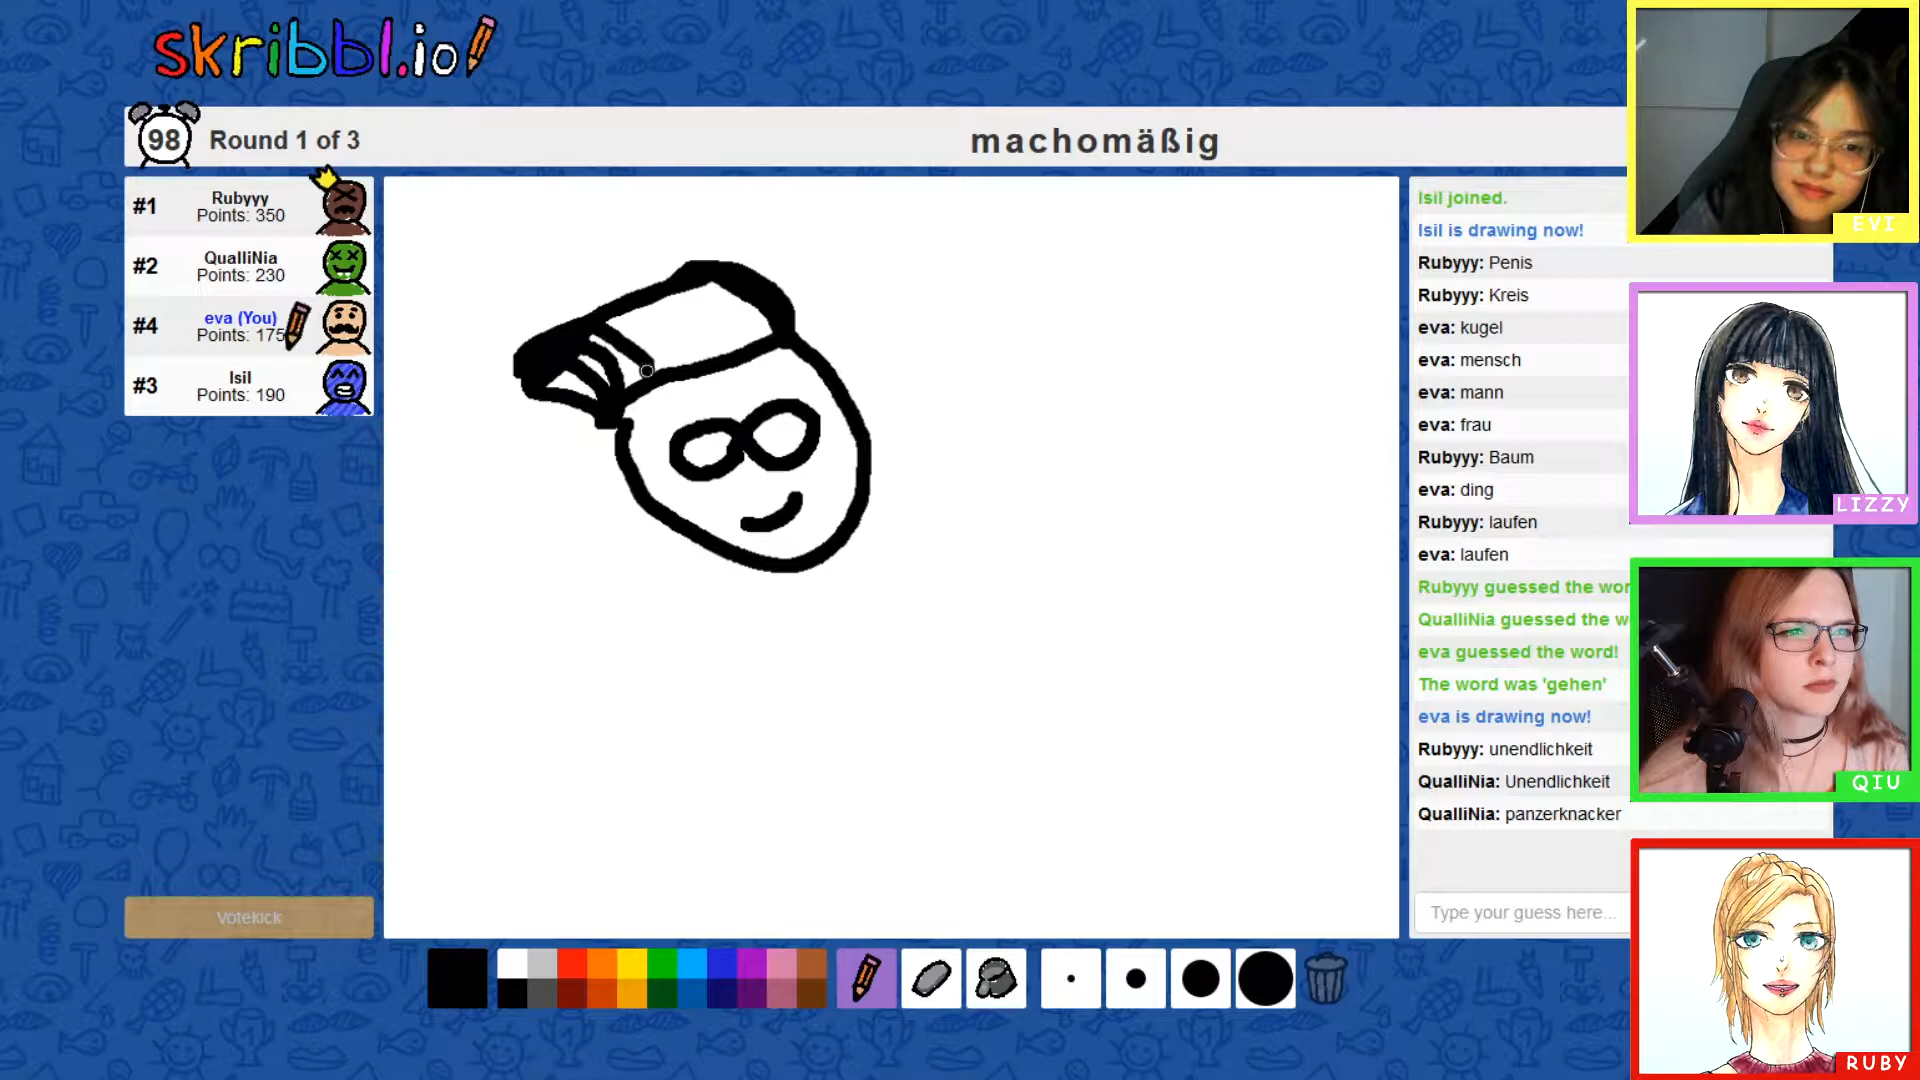 skribbl.io
98
Round 1 of 3
machomäßig
#1
Rubyyy
Points: 350
#2
QualliNia
Points: 230
#4
eva (You)
Points: 175
#3
Isil
Points: 190
Votekick
Isil joined.
Isil is drawing now!
Rubyyy: Penis
Rubyyy: Kreis
eva: kugel
eva: mensch
eva: mann
eva: frau
Rubyyy: Baum
eva: ding
Rubyyy: laufen
eva: laufen
Rubyyy guessed the wor
QualliNia guessed the w
eva guessed the word!
The word was 'gehen'
eva is drawing now!
Rubyyy: unendlichkeit
QualliNia: Unendlichkeit
QualliNia: panzerknacker
Type your guess here...
EVI
LIZZY
QIU
RUBY